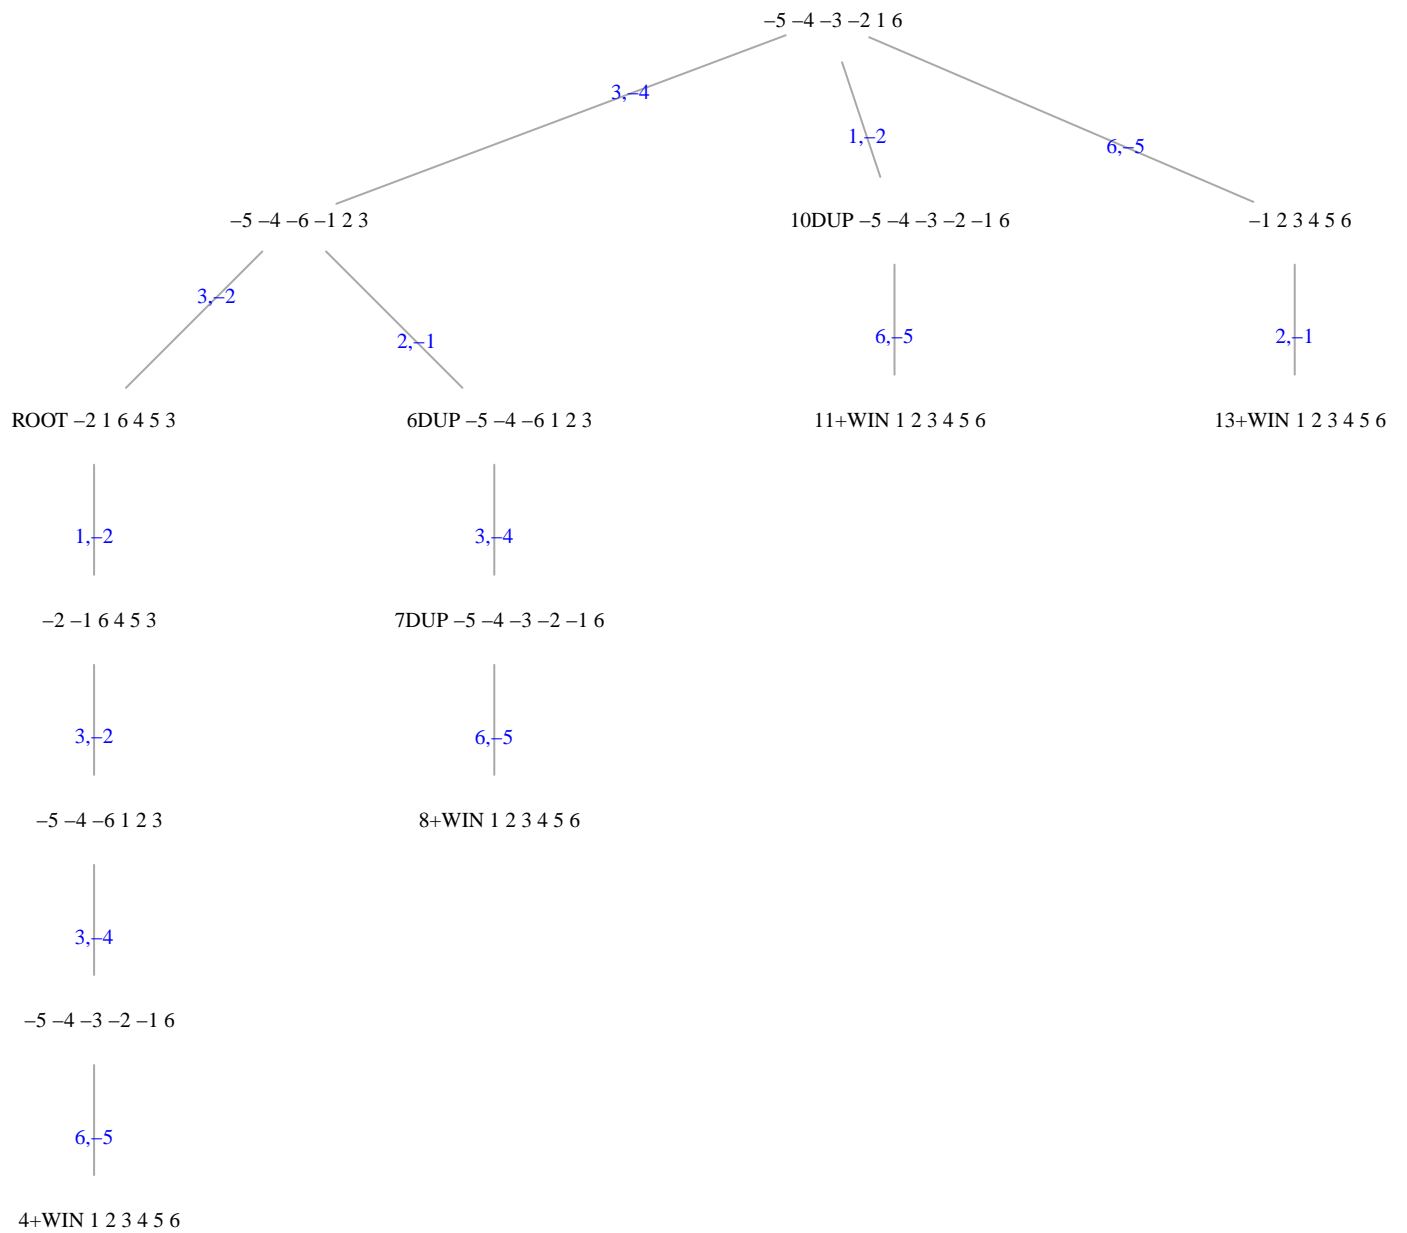 –5 –4 –3 –2 1 6
3,–4
1,–2
6,–5
–5 –4 –6 –1 2 3
10DUP –5 –4 –3 –2 –1 6
–1 2 3 4 5 6
3,–2
2,–1
6,–5
2,–1
ROOT –2 1 6 4 5 3
6DUP –5 –4 –6 1 2 3
11+WIN 1 2 3 4 5 6
13+WIN 1 2 3 4 5 6
1,–2
3,–4
–2 –1 6 4 5 3
7DUP –5 –4 –3 –2 –1 6
3,–2
6,–5
–5 –4 –6 1 2 3
8+WIN 1 2 3 4 5 6
3,–4
–5 –4 –3 –2 –1 6
6,–5
4+WIN 1 2 3 4 5 6